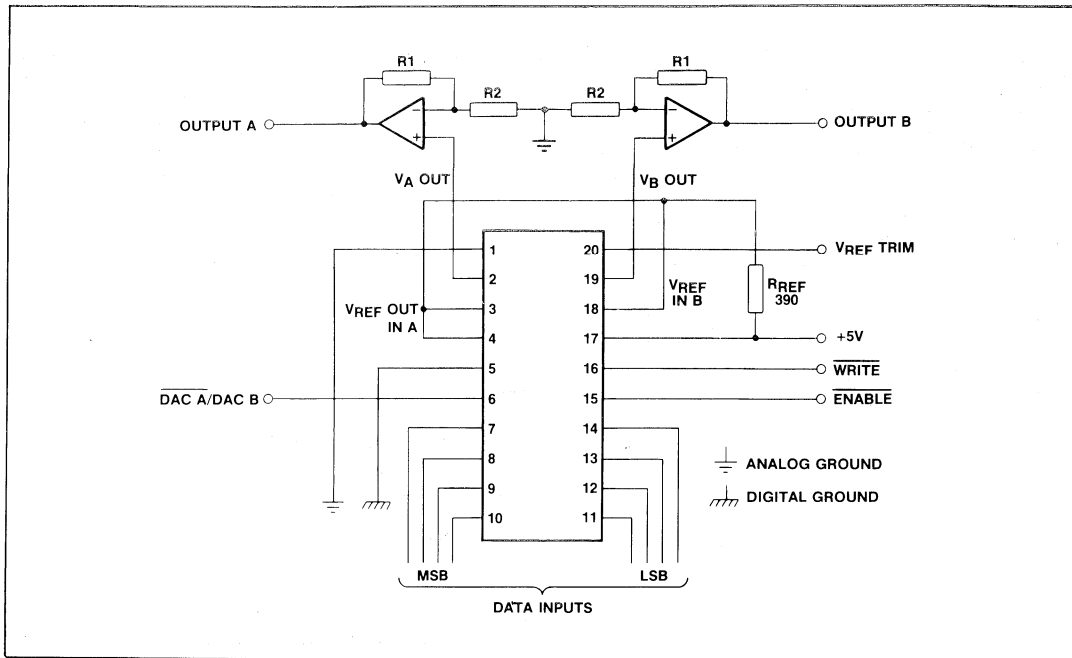 R1
R2
R2
R1
OUTPUT A
OUTPUT B
VA OUT
VB OUT
1
20
VREF TRIM
2
19
VREF OUT
IN A
3
18
VREF
IN B
RREF
390
4
17
+5V
5
16
WRITE
DAC A/DAC B
6
15
ENABLE
7
14
8
13
ANALOG GROUND
9
12
DIGITAL GROUND
10
11
MSB
LSB
DATA INPUTS